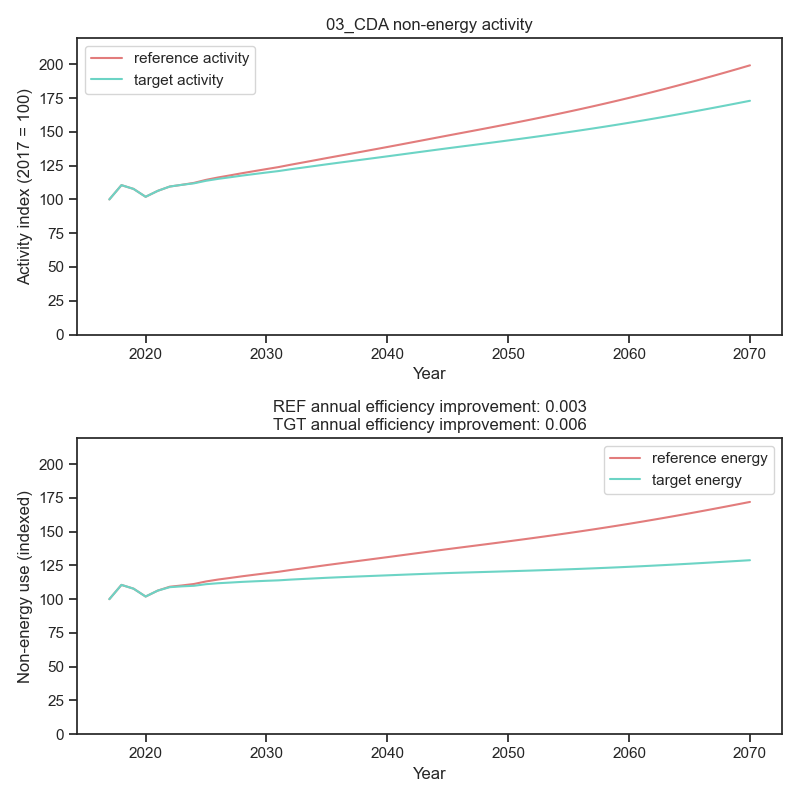 03_CDA non-energy activity
reference activity
target activity
Activity index (2017 = 100)
200
175
150
125
100
75
50
25
0
2020
2030
2040
2050
2060
2070
Year
REF annual efficiency improvement: 0.003
TGT annual efficiency improvement: 0.006
reference energy
target energy
Non-energy use (indexed)
200
175
150
125
100
75
50
25
0
2020
2030
2040
2050
2060
2070
Year